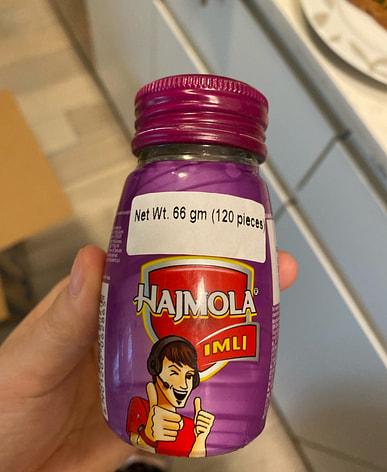 Net Wt. 66 gm (120 pieces
HAJMOLA
IMLI